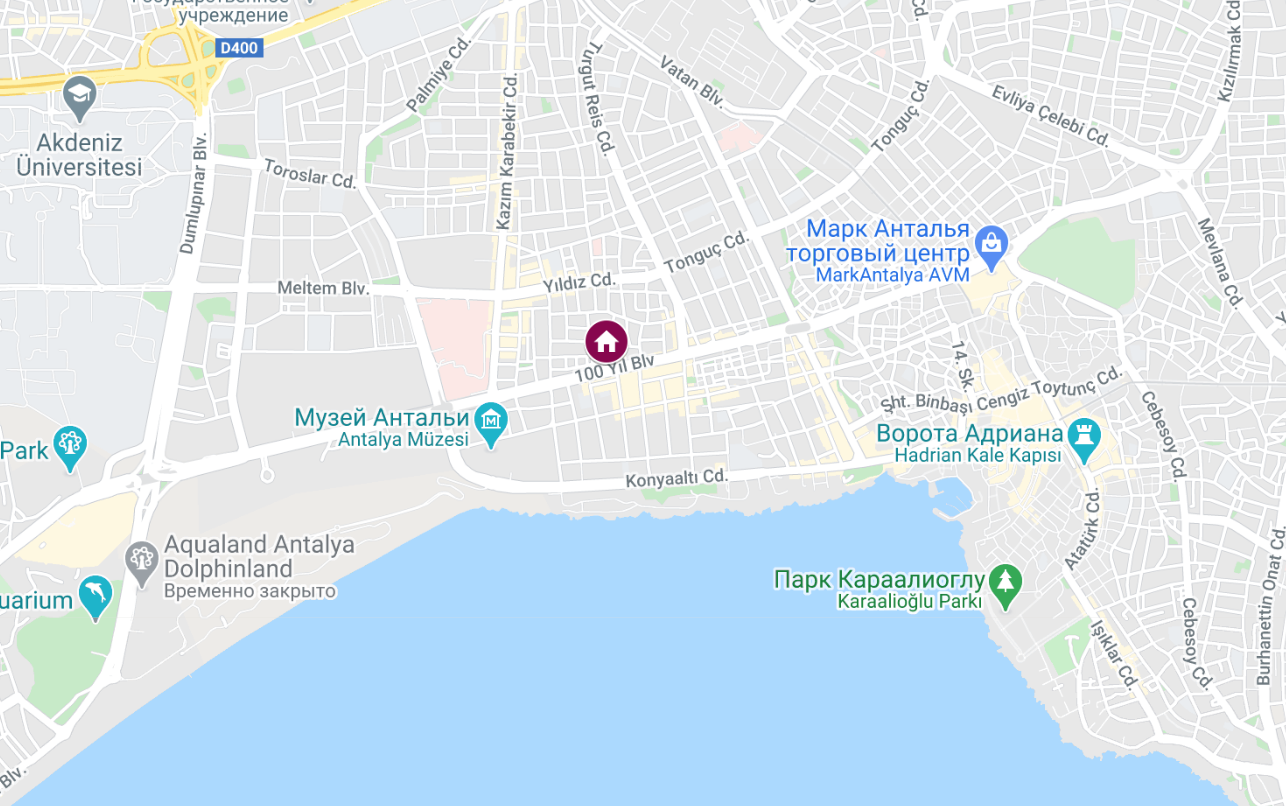 учреждение
D400
Palmiye Cd.
Turgut Reis Cd.
Vatan Blv.
Kızılırmak Cd.
Evliya Çelebi Cd.
Akdeniz
Üniversitesi
Kazım Karabekir Cd.
Tonguç Cd.
Toroslar Cd.
Dumlupınar Blv.
Марк Анталья
торговый центр
MarkAntalya AVM
Mevlana Cd.
Tonguç Cd.
Yıldız Cd.
Meltem Blv.
14. Sk.
100 Yıl Blv
Şht. Binbaşı Cengiz Toytunç Cd.
Музей Антальи
Antalya Müzesi
Cebesoy Cd.
Ворота Адриана
Hadrian Kale Kapısı
Park
Konyaaltı Cd.
Atatürk Cd.
Aqualand Antalya
Dolphinland
Временно закрыто
uarium
Парк Караалиоглу
Karaalioğlu Parkı
Burhanettin Onat Cd.
Işıklar Cd.
Cebesoy Cd.
Blv.